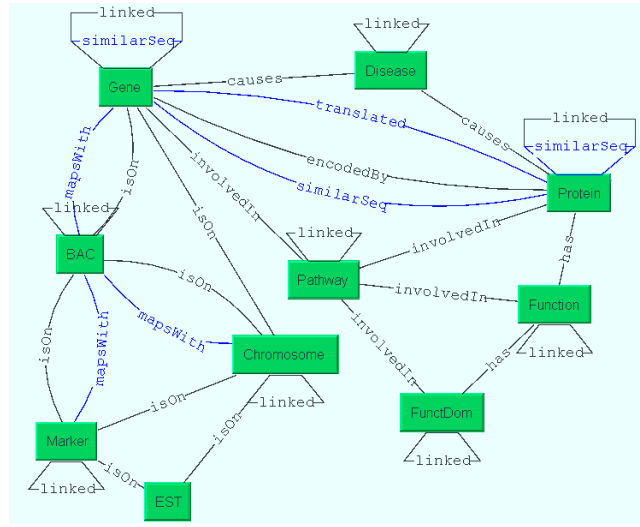 linked
similarSeq
linked
Gene
causes
Disease
translated
causes
linked
similarSeq
mapsWith
isOn
involvedIn
encodedBy
similarSeq
Protein
linked
isOn
linked
involvedIn
has
BAC
isOn
Pathway
involvedIn
Function
isOn
mapsWith
mapsWith
Chromosome
involvedIn
has
linked
isOn
linked
FunctDom
Marker
isOn
linked
linked
isOn
EST